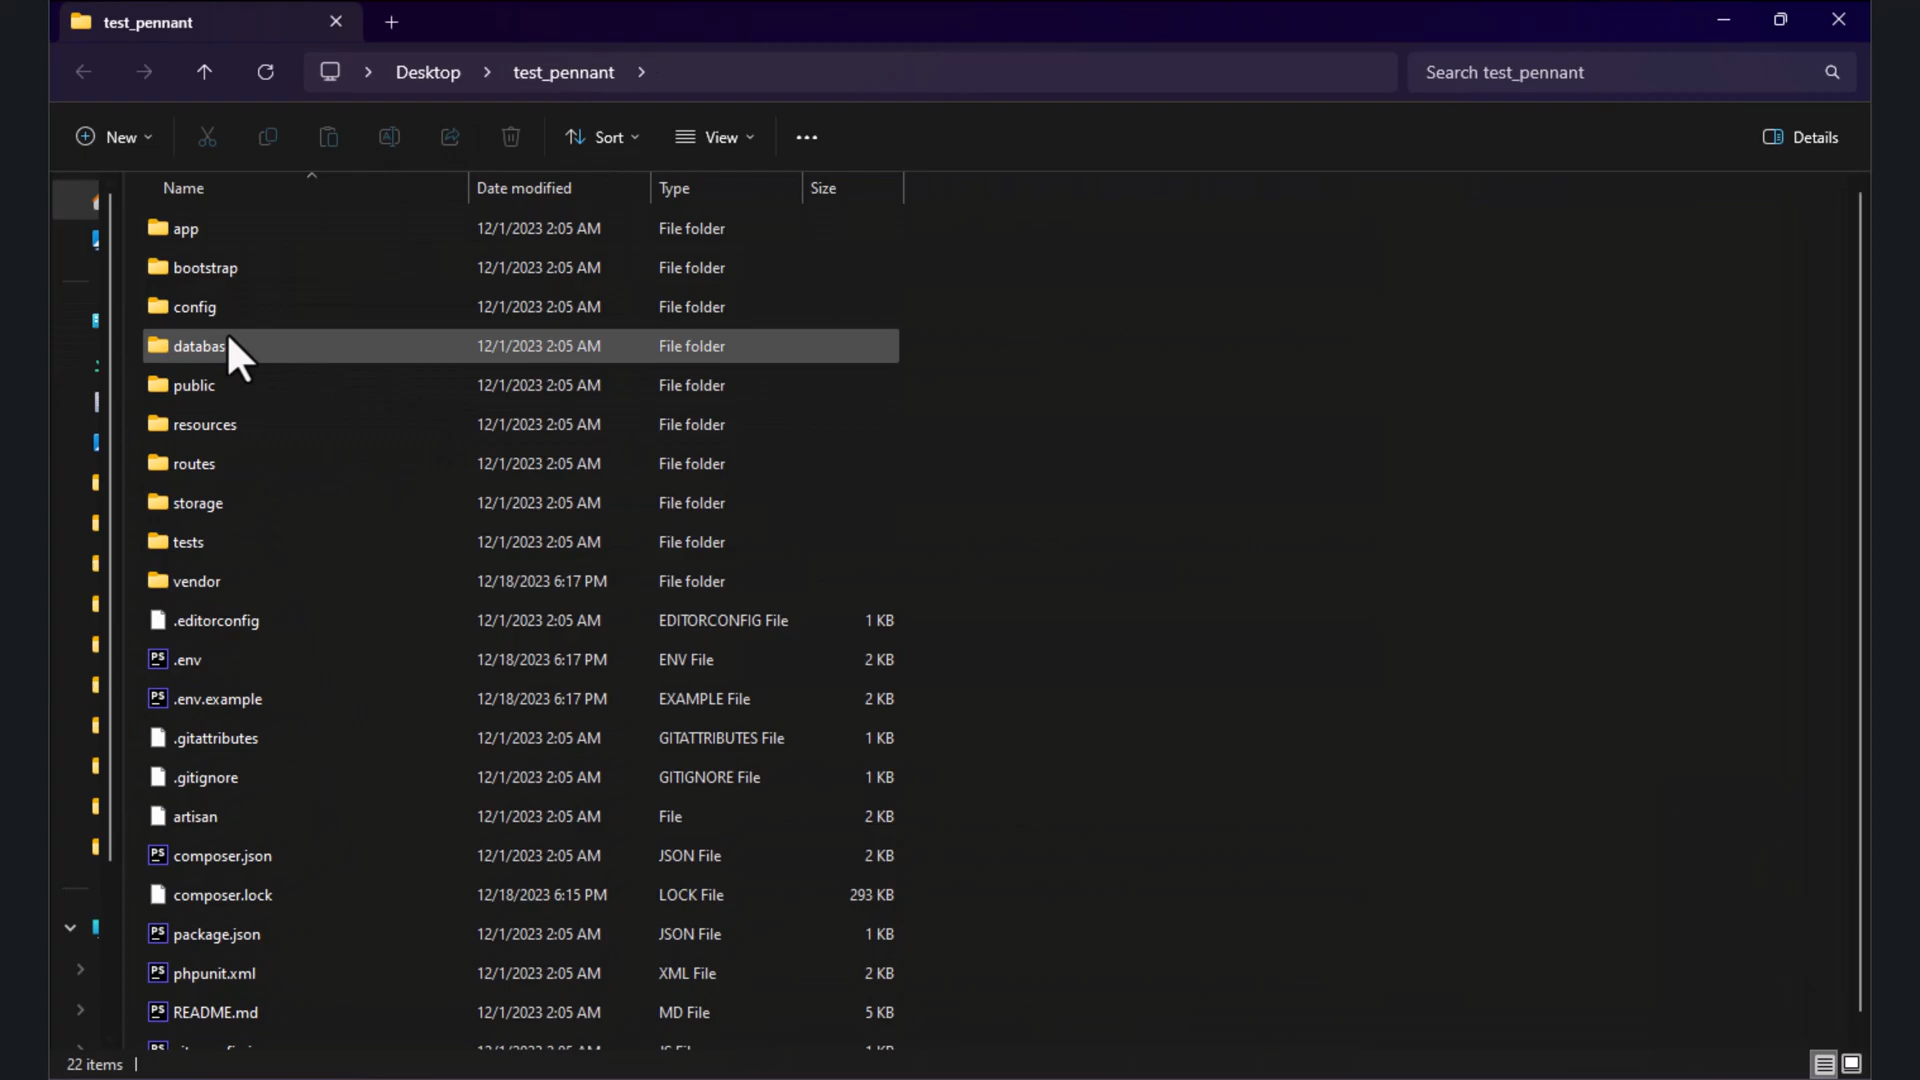 test_pennant
Desktop > test_pennant >
Search test_pennant
New
Sort
View
Details
Name Date modified Type Size
app 12/1/2023 2:05 AM File folder
bootstrap 12/1/2023 2:05 AM File folder
config 12/1/2023 2:05 AM File folder
databas 12/1/2023 2:05 AM File folder
public 12/1/2023 2:05 AM File folder
resources 12/1/2023 2:05 AM File folder
routes 12/1/2023 2:05 AM File folder
storage 12/1/2023 2:05 AM File folder
tests 12/1/2023 2:05 AM File folder
vendor 12/18/2023 6:17 PM File folder
.editorconfig 12/1/2023 2:05 AM EDITORCONFIG File 1 KB
PS .env 12/18/2023 6:17 PM ENV File 2 KB
PS .env.example 12/18/2023 6:17 PM EXAMPLE File 2 KB
.gitattributes 12/1/2023 2:05 AM GITATTRIBUTES File 1 KB
.gitignore 12/1/2023 2:05 AM GITIGNORE File 1 KB
artisan 12/1/2023 2:05 AM File 2 KB
PS composer.json 12/1/2023 2:05 AM JSON File 2 KB
composer.lock 12/18/2023 6:15 PM LOCK File 293 KB
PS package.json 12/1/2023 2:05 AM JSON File 1 KB
PS phpunit.xml 12/1/2023 2:05 AM XML File 2 KB
PS README.md 12/1/2023 2:05 AM MD File 5 KB
22 items